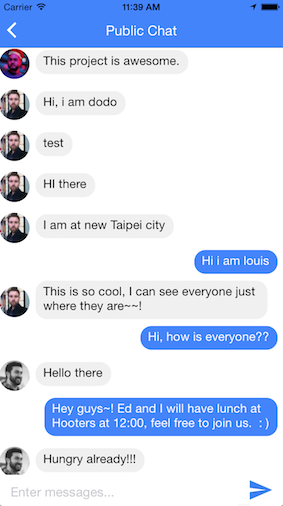 Carrier 11:39 AM
Public Chat
This project is awesome.
Hi, i am dodo
test
HI there
I am at new Taipei city
Hi i am louis
This is so cool, I can see everyone just
where they are~~!
Hi, how is everyone??
Hello there
Hey guys~! Ed and I will have lunch at
Hooters at 12:00, feel free to join us. : )
Hungry already!!!
Enter messages...